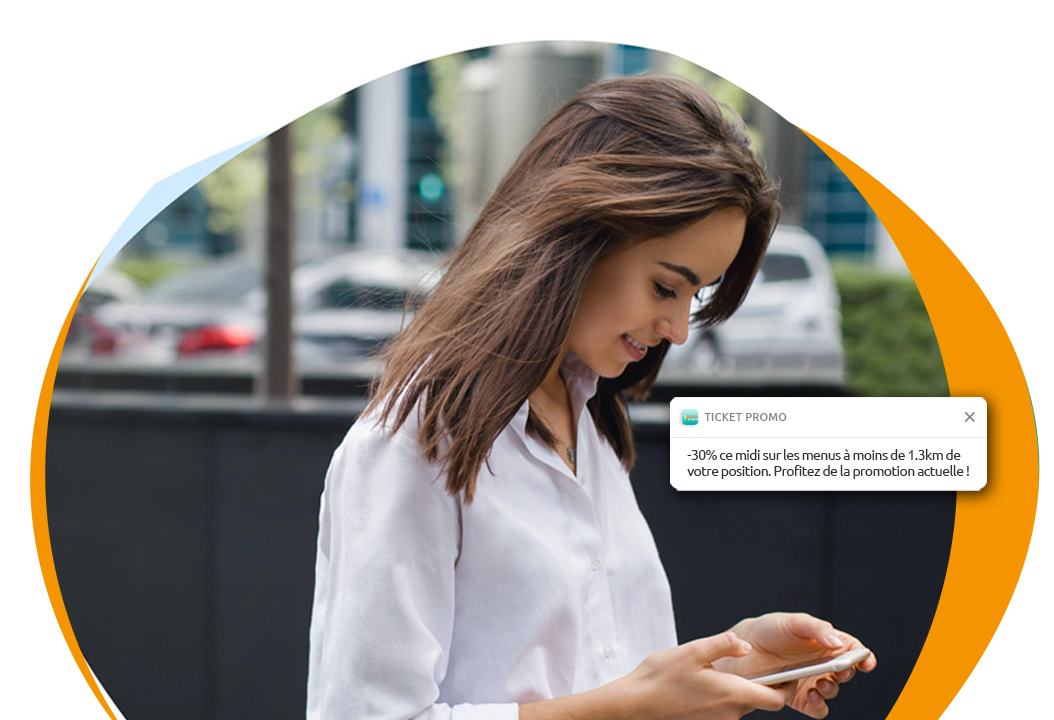 TICKET PROMO
-30% ce midi sur les menus à moins de 1.3km de
votre position. Profitez de la promotion actuelle !